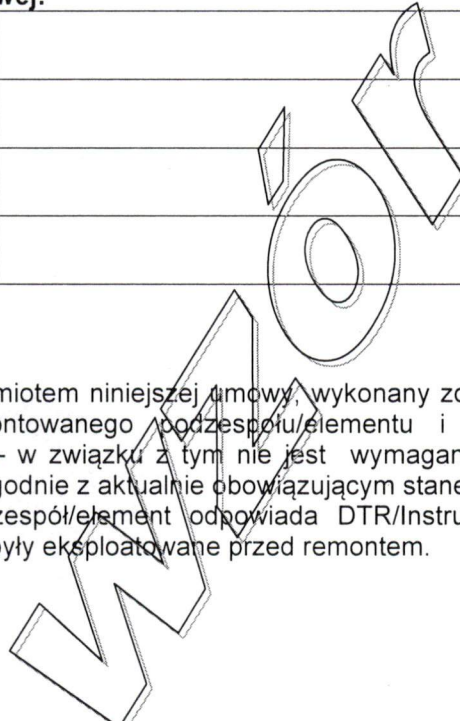 wej:
miotem niniejszej umowy, wykonany zo
ontowanego podzespołu/elementu i
- w związku z tym nie jest wymagan
godnie z aktualnie obowiązującym stane
zespół/element odpowiada DTR/Instru
były eksploatowane przed remontem.
wzór